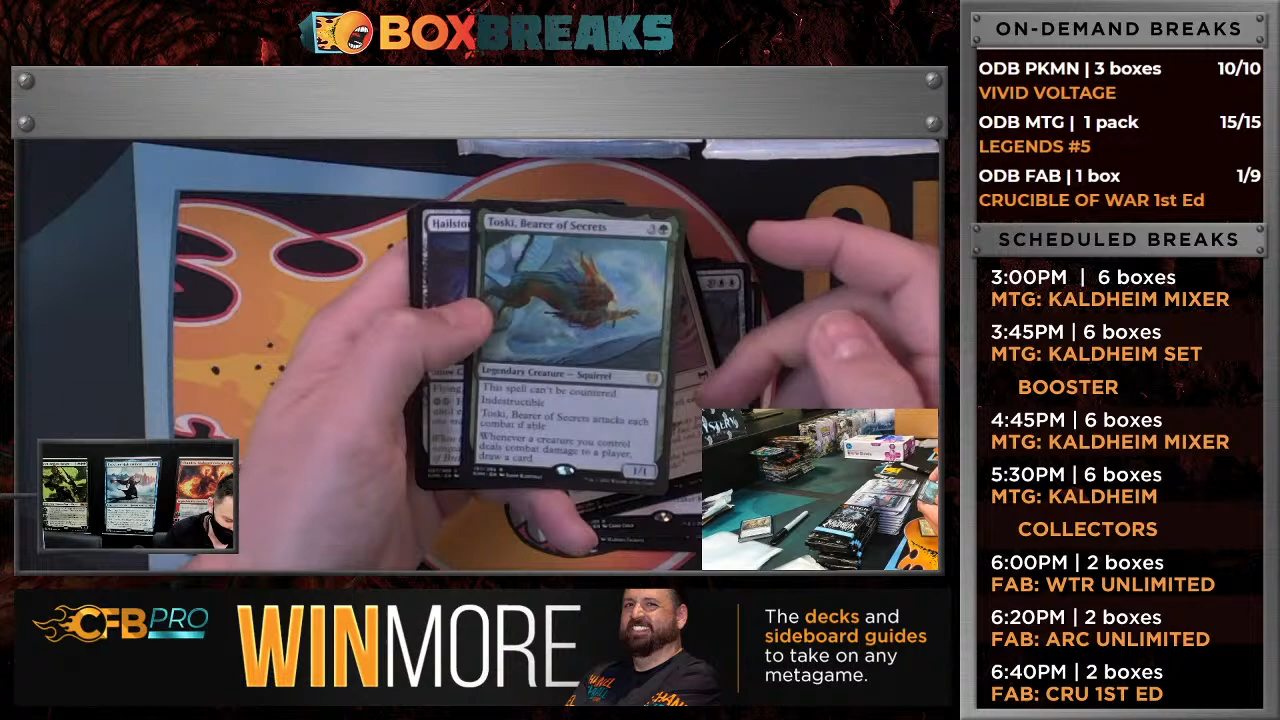 BOXBREAKS
Hailsto
Toski, Bearer of Secrets
3
Legendary Creature — Squirrel
This spell can't be countered.
Indestructible
Toski, Bearer of Secrets attacks each
combat if able.
Whenever a creature you control
deals combat damage to a player,
draw a card.
1/1
Flying
CFBPRO
WINMORE
The decks and
sideboard guides
to take on any
metagame.
ON-DEMAND BREAKS
ODB PKMN | 3 boxes 10/10
VIVID VOLTAGE
ODB MTG | 1 pack 15/15
LEGENDS #5
ODB FAB | 1 box 1/9
CRUCIBLE OF WAR 1st Ed
SCHEDULED BREAKS
3:00PM | 6 boxes
MTG: KALDHEIM MIXER
3:45PM | 6 boxes
MTG: KALDHEIM SET
BOOSTER
4:45PM | 6 boxes
MTG: KALDHEIM MIXER
5:30PM | 6 boxes
MTG: KALDHEIM
COLLECTORS
6:00PM | 2 boxes
FAB: WTR UNLIMITED
6:20PM | 2 boxes
FAB: ARC UNLIMITED
6:40PM | 2 boxes
FAB: CRU 1ST ED